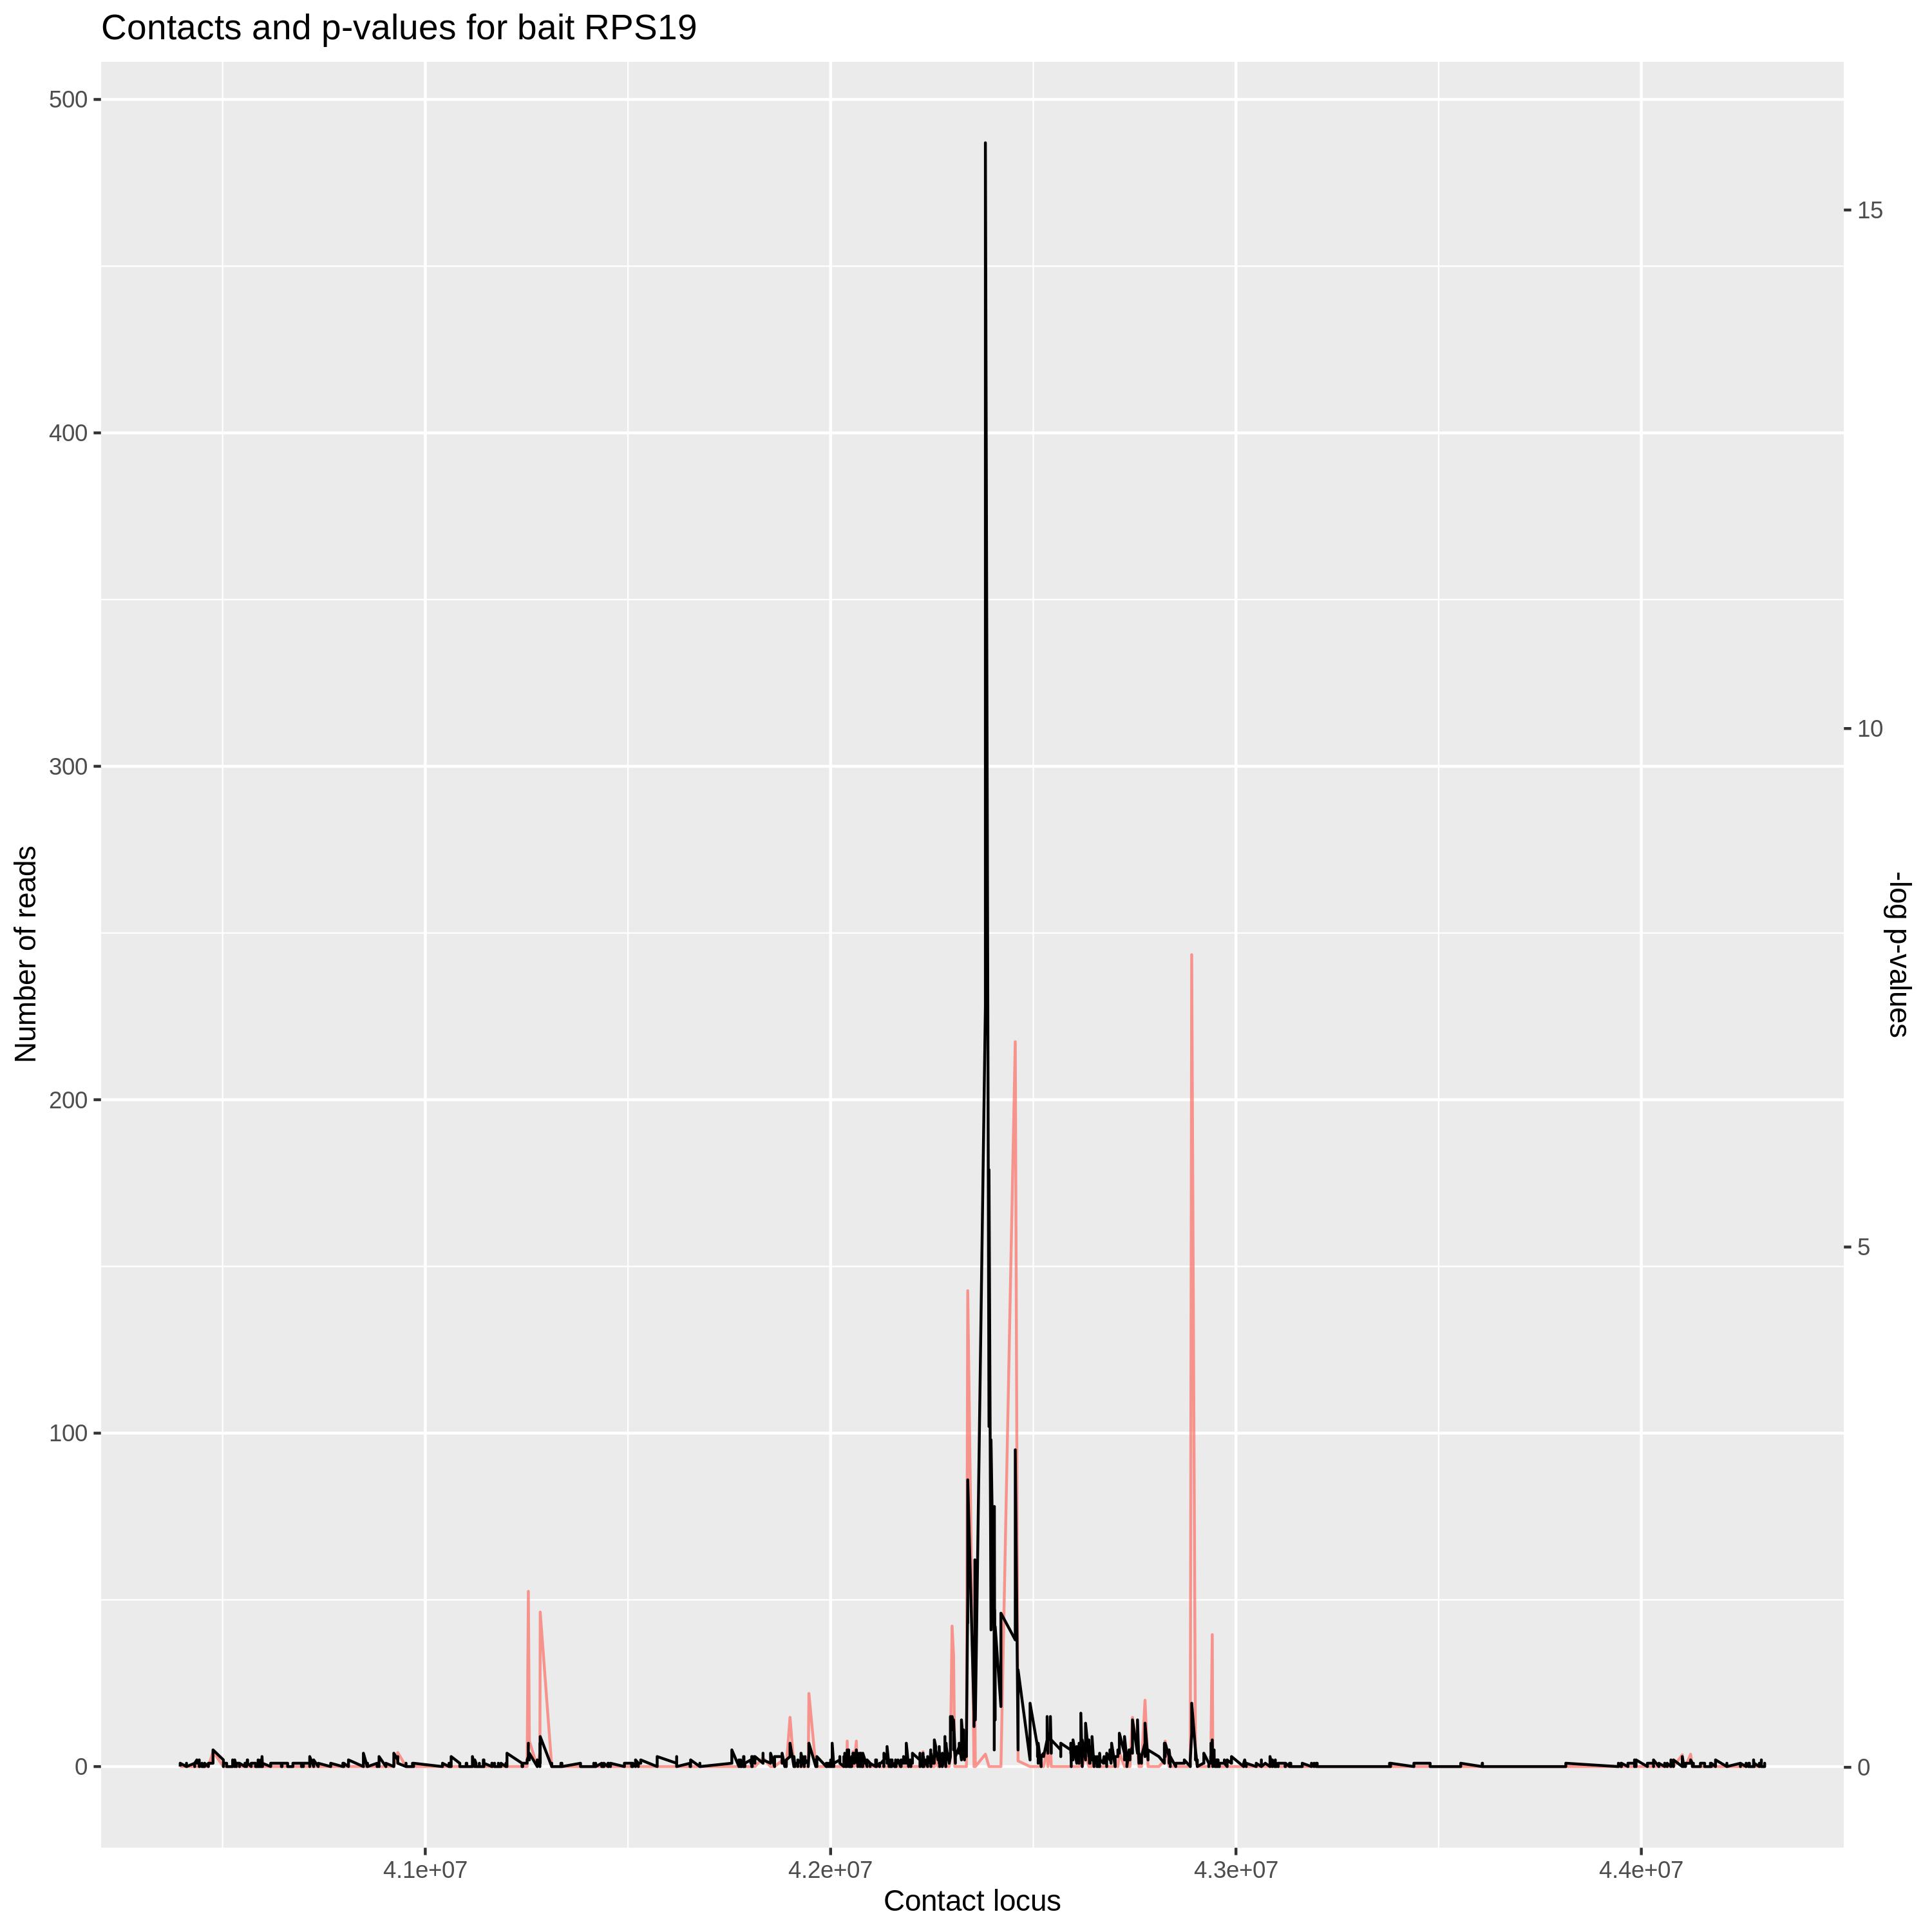 Contacts and p-values for bait RPS19
500
400
300
200
100
0
Number of reads
15
10
5
0
-log p-values
4.1e+07 4.2e+07 4.3e+07 4.4e+07
Contact locus